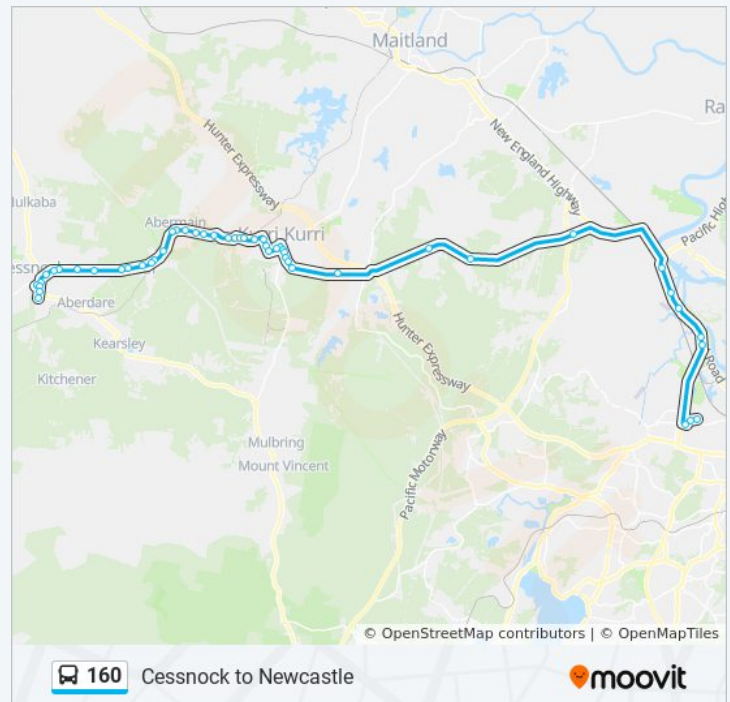 Maitland
Ra
Hunter Expressway
New England Highway
Pacific High
ulkaba
Abermain
Kurri Kurri
essno
Aberdare
Kearsley
Kitchener
Hunter Expressway
Road
Mulbring
Mount Vincent
Pacific Motorway
© OpenStreetMap contributors | © OpenMapTiles
160 Cessnock to Newcastle
moovit